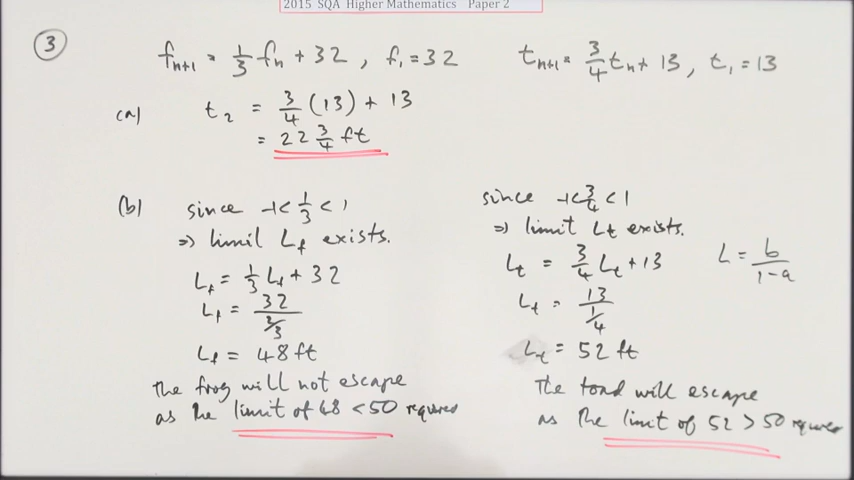 2015 SQA Higher Mathematics Paper 2
3
fn+1 = 1/3 fn + 32 , f1 = 32
tn+1 = 3/4 tn + 13 , t1 = 13
(a) t2 = 3/4 (13) + 13
= 22 3/4 ft
(b) since -1 < 1/3 < 1
⇒ limit Lf exists.
Lf = 1/3 Lf + 32
Lf = 32 / 2/3
Lf = 48 ft
the frog will not escape
as the limit of 48 < 50 required
since -1 < 3/4 < 1
⇒ limit Lt exists.
Lt = 3/4 Lt + 13
Lt = 13 / 1/4
Lt = 52 ft
The toad will escape
as the limit of 52 > 50 required
L = b / 1-a